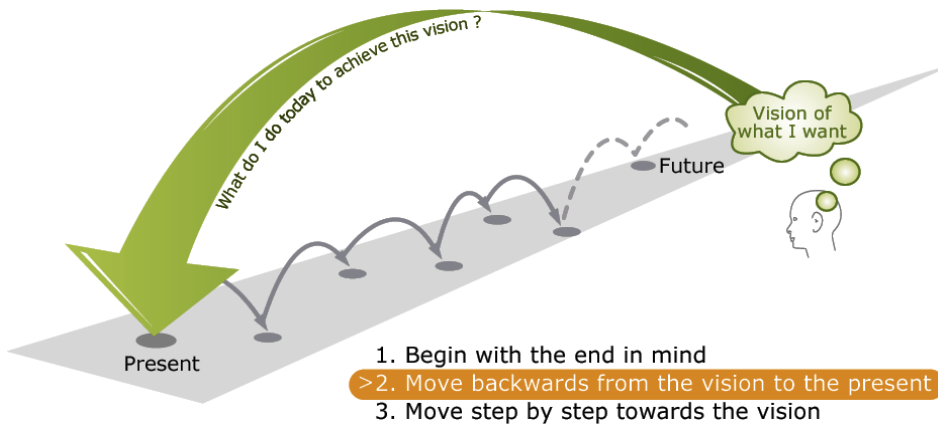 What do I do today to achieve this vision ?
Vision of
what I want
Future
Present
1. Begin with the end in mind
>2. Move backwards from the vision to the present
3. Move step by step towards the vision